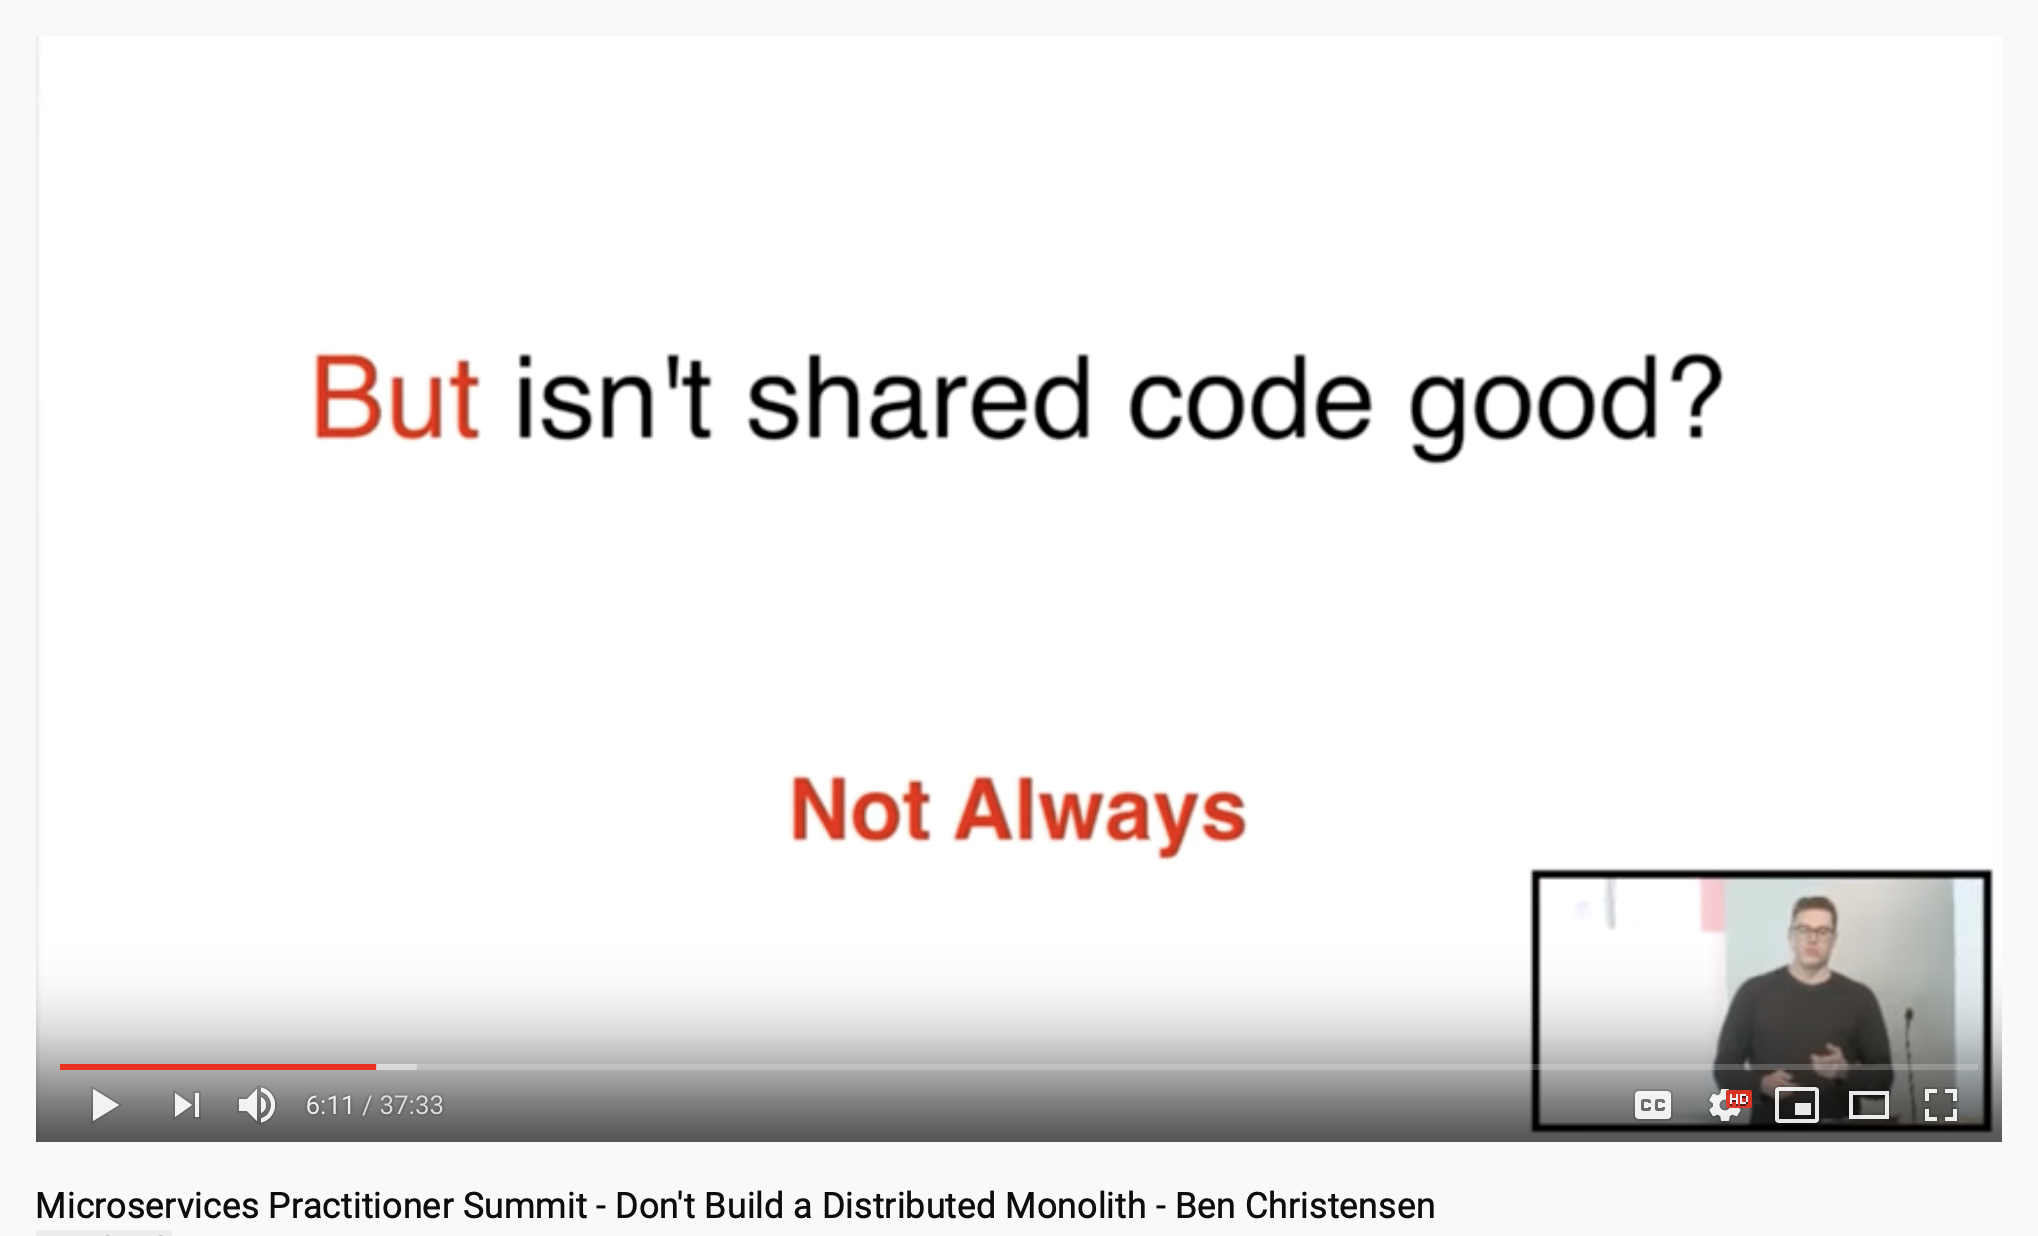 But isn't shared code good?
Not Always
6:11 / 37:33
CC
HD
Microservices Practitioner Summit - Don't Build a Distributed Monolith - Ben Christensen